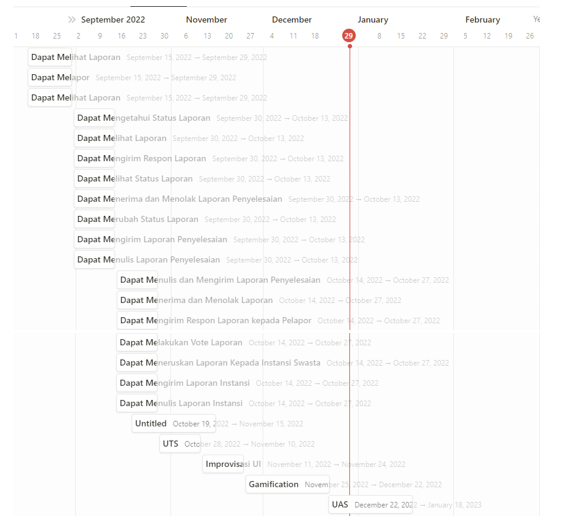 September 2022 November December January February Ye
11 18 25 2 9 16 23 30 6 13 20 27 4 11 18 29 8 15 22 29 5 12 19 26
Dapat Melihat Laporan September 15, 2022 → September 29, 2022
Dapat Melapor September 15, 2022 → September 29, 2022
Dapat Melihat Laporan September 15, 2022 → September 29, 2022
Dapat Mengetahui Status Laporan September 30, 2022 → October 13, 2022
Dapat Melihat Laporan September 30, 2022 → October 13, 2022
Dapat Mengirim Respon Laporan September 30, 2022 → October 13, 2022
Dapat Melihat Status Laporan September 30, 2022 → October 13, 2022
Dapat Menerima dan Menolak Laporan Penyelesaian September 30, 2022 → October 13, 2022
Dapat Merubah Status Laporan September 30, 2022 → October 13, 2022
Dapat Mengirim Laporan Penyelesaian September 30, 2022 → October 13, 2022
Dapat Menulis Laporan Penyelesaian September 30, 2022 → October 13, 2022
Dapat Menulis dan Mengirim Laporan Penyelesaian October 14, 2022 → October 27, 2022
Dapat Menerima dan Menolak Laporan October 14, 2022 → October 27, 2022
Dapat Mengirim Respon Laporan kepada Pelapor October 14, 2022 → October 27, 2022
Dapat Melakukan Vote Laporan October 14, 2022 → October 27, 2022
Dapat Meneruskan Laporan Kepada Instansi Swasta October 14, 2022 → October 27, 2022
Dapat Mengirim Laporan Instansi October 14, 2022 → October 27, 2022
Dapat Menulis Laporan Instansi October 14, 2022 → October 27, 2022
Untitled October 19, 2022 → November 15, 2022
UTS October 28, 2022 → November 10, 2022
Improvisasi UI November 11, 2022 → November 24, 2022
Gamification November 25, 2022 → December 22, 2022
UAS December 22, 2022 → January 18, 2023